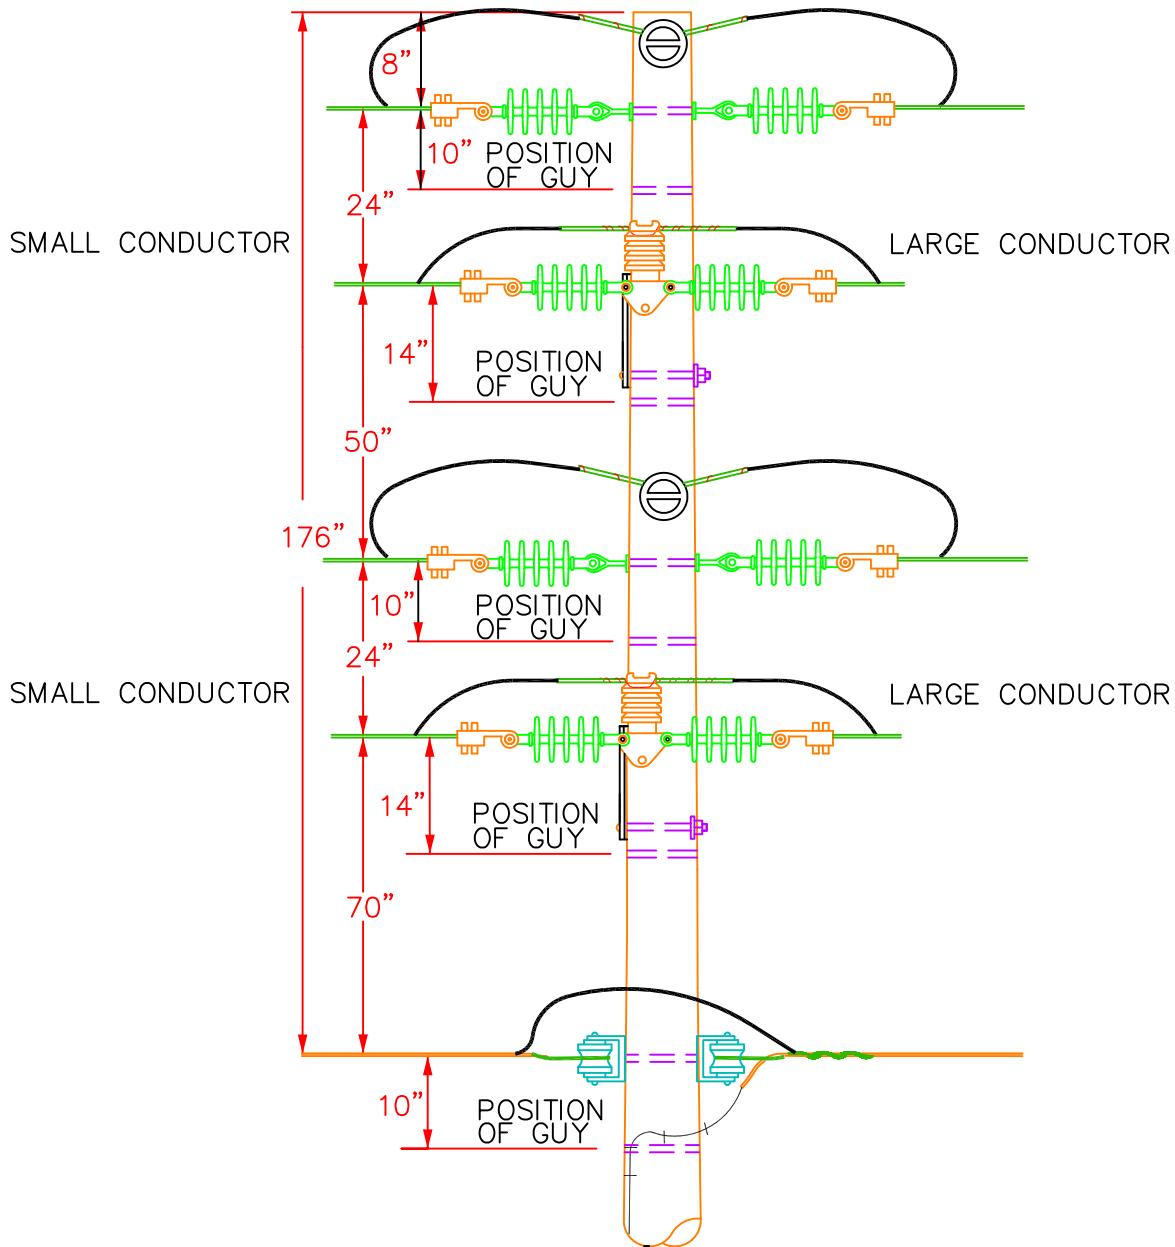 8”
10” POSITION
OF GUY
24”
SMALL CONDUCTOR
LARGE CONDUCTOR
14”
POSITION
OF GUY
50”
176”
10”
POSITION
OF GUY
24”
SMALL CONDUCTOR
LARGE CONDUCTOR
14”
POSITION
OF GUY
70”
10”
POSITION
OF GUY